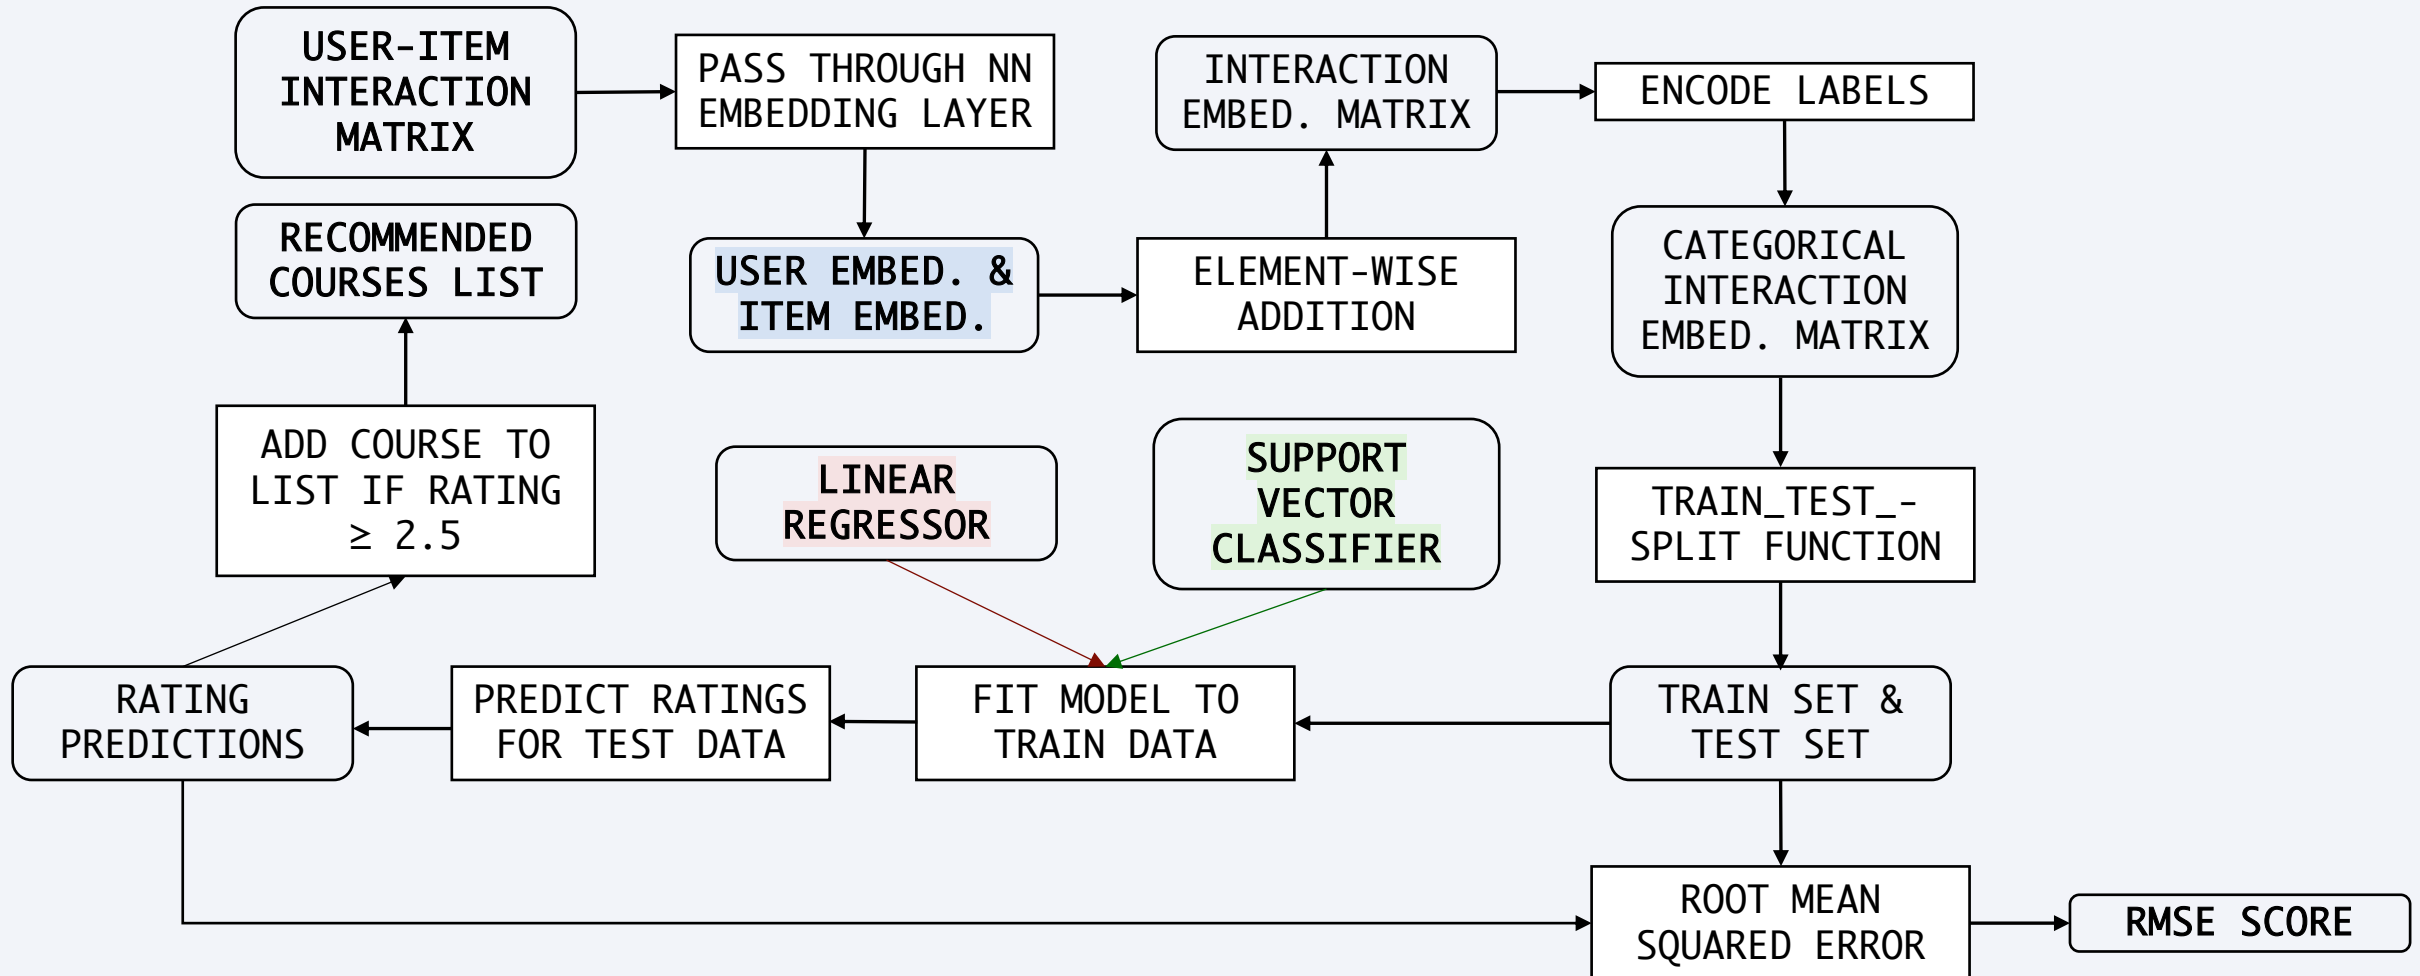 USER-ITEM
INTERACTION
MATRIX
PASS THROUGH NN
EMBEDDING LAYER
INTERACTION
EMBED. MATRIX
ENCODE LABELS
RECOMMENDED
COURSES LIST
USER EMBED. &
ITEM EMBED.
ELEMENT-WISE
ADDITION
CATEGORICAL
INTERACTION
EMBED. MATRIX
ADD COURSE TO
LIST IF RATING
≥ 2.5
LINEAR
REGRESSOR
SUPPORT
VECTOR
CLASSIFIER
TRAIN_TEST_-
SPLIT FUNCTION
RATING
PREDICTIONS
PREDICT RATINGS
FOR TEST DATA
FIT MODEL TO
TRAIN DATA
TRAIN SET &
TEST SET
ROOT MEAN
SQUARED ERROR
RMSE SCORE